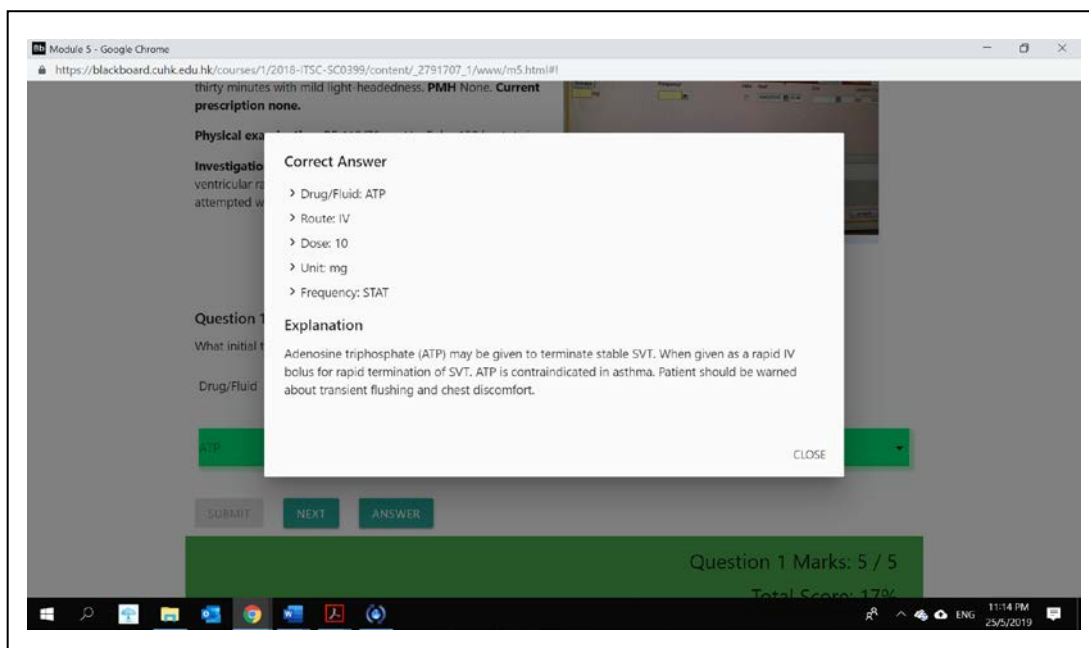 Module 5 - Google Chrome
https://blackboard.cuhk.edu.hk/courses/1/2018-ITSC-SC0399/content/_2791707_1/www/m5.html#!
thirty minutes with mild light-headedness. PMH None. Current
prescription none.
Physical exa
Investigatio
ventricular ra
attempted w
Correct Answer
> Drug/Fluid: ATP
> Route: IV
> Dose: 10
> Unit: mg
> Frequency: STAT
Explanation
Adenosine triphosphate (ATP) may be given to terminate stable SVT. When given as a rapid IV
bolus for rapid termination of SVT. ATP is contraindicated in asthma. Patient should be warned
about transient flushing and chest discomfort.
CLOSE
Question 1
What initial t
Drug/Fluid
ATP
SUBMIT NEXT ANSWER
Question 1 Marks: 5 / 5
Total Score: 17%
ENG 11:14 PM
25/5/2019